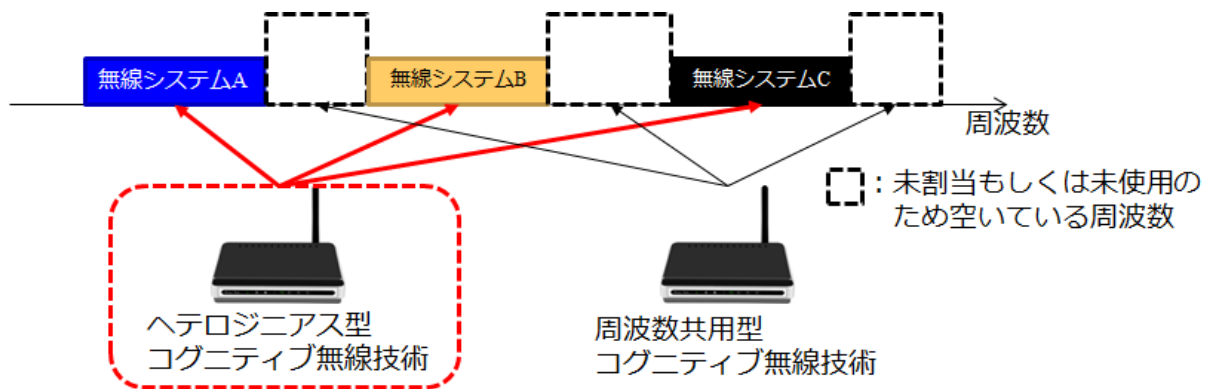 無線システムA
無線システムB
無線システムC
周波数
：未割当もしくは未使用の
ため空いている周波数
ヘテロジニアス型
コグニティブ無線技術
周波数共用型
コグニティブ無線技術